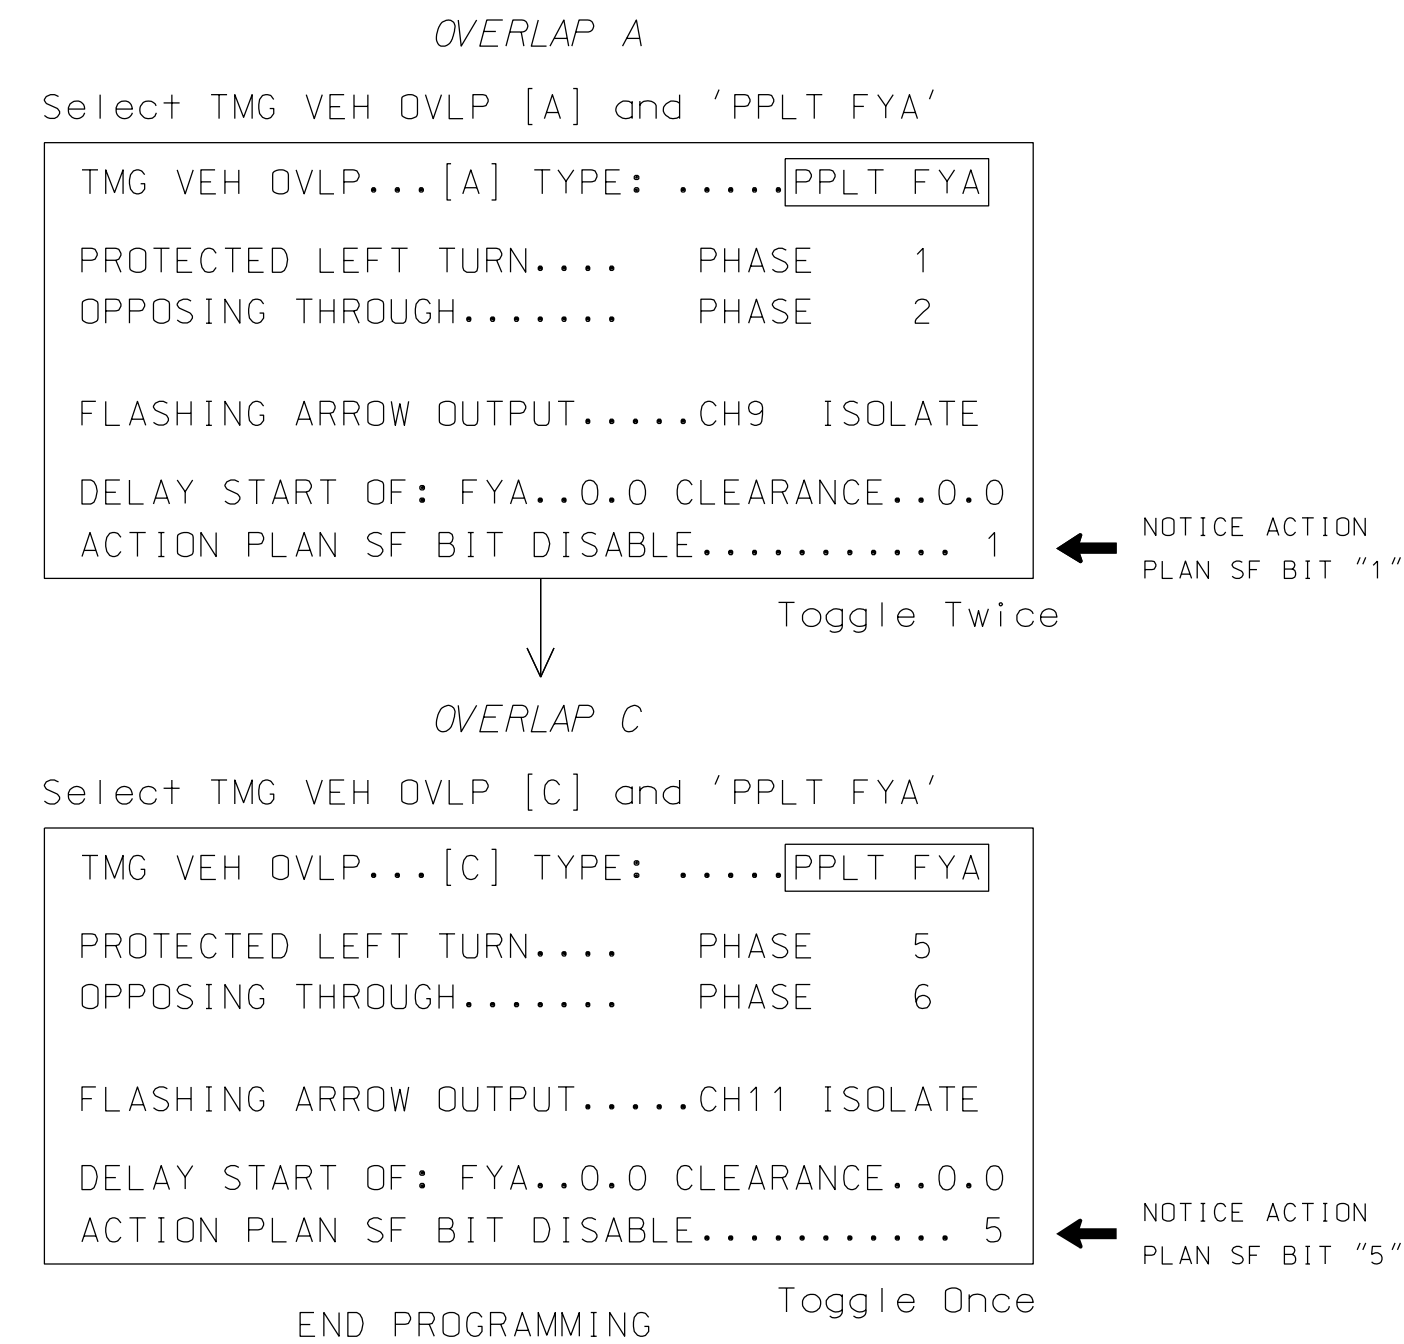 OVERLAP A
Select TMG VEH OVLP [A] and 'PPLT FYA'
TMG VEH OVLP...[A] TYPE: .....PPLT FYA
PROTECTED LEFT TURN.... PHASE 1
OPPOSING THROUGH....... PHASE 2
FLASHING ARROW OUTPUT.....CH9 ISOLATE
DELAY START OF: FYA..0.0 CLEARANCE..0.0
ACTION PLAN SF BIT DISABLE........... 1
NOTICE ACTION
PLAN SF BIT "1"
Toggle Twice
OVERLAP C
Select TMG VEH OVLP [C] and 'PPLT FYA'
TMG VEH OVLP...[C] TYPE: .....PPLT FYA
PROTECTED LEFT TURN.... PHASE 5
OPPOSING THROUGH....... PHASE 6
FLASHING ARROW OUTPUT.....CH11 ISOLATE
DELAY START OF: FYA..0.0 CLEARANCE..0.0
ACTION PLAN SF BIT DISABLE........... 5
NOTICE ACTION
PLAN SF BIT "5"
Toggle Once
END PROGRAMMING